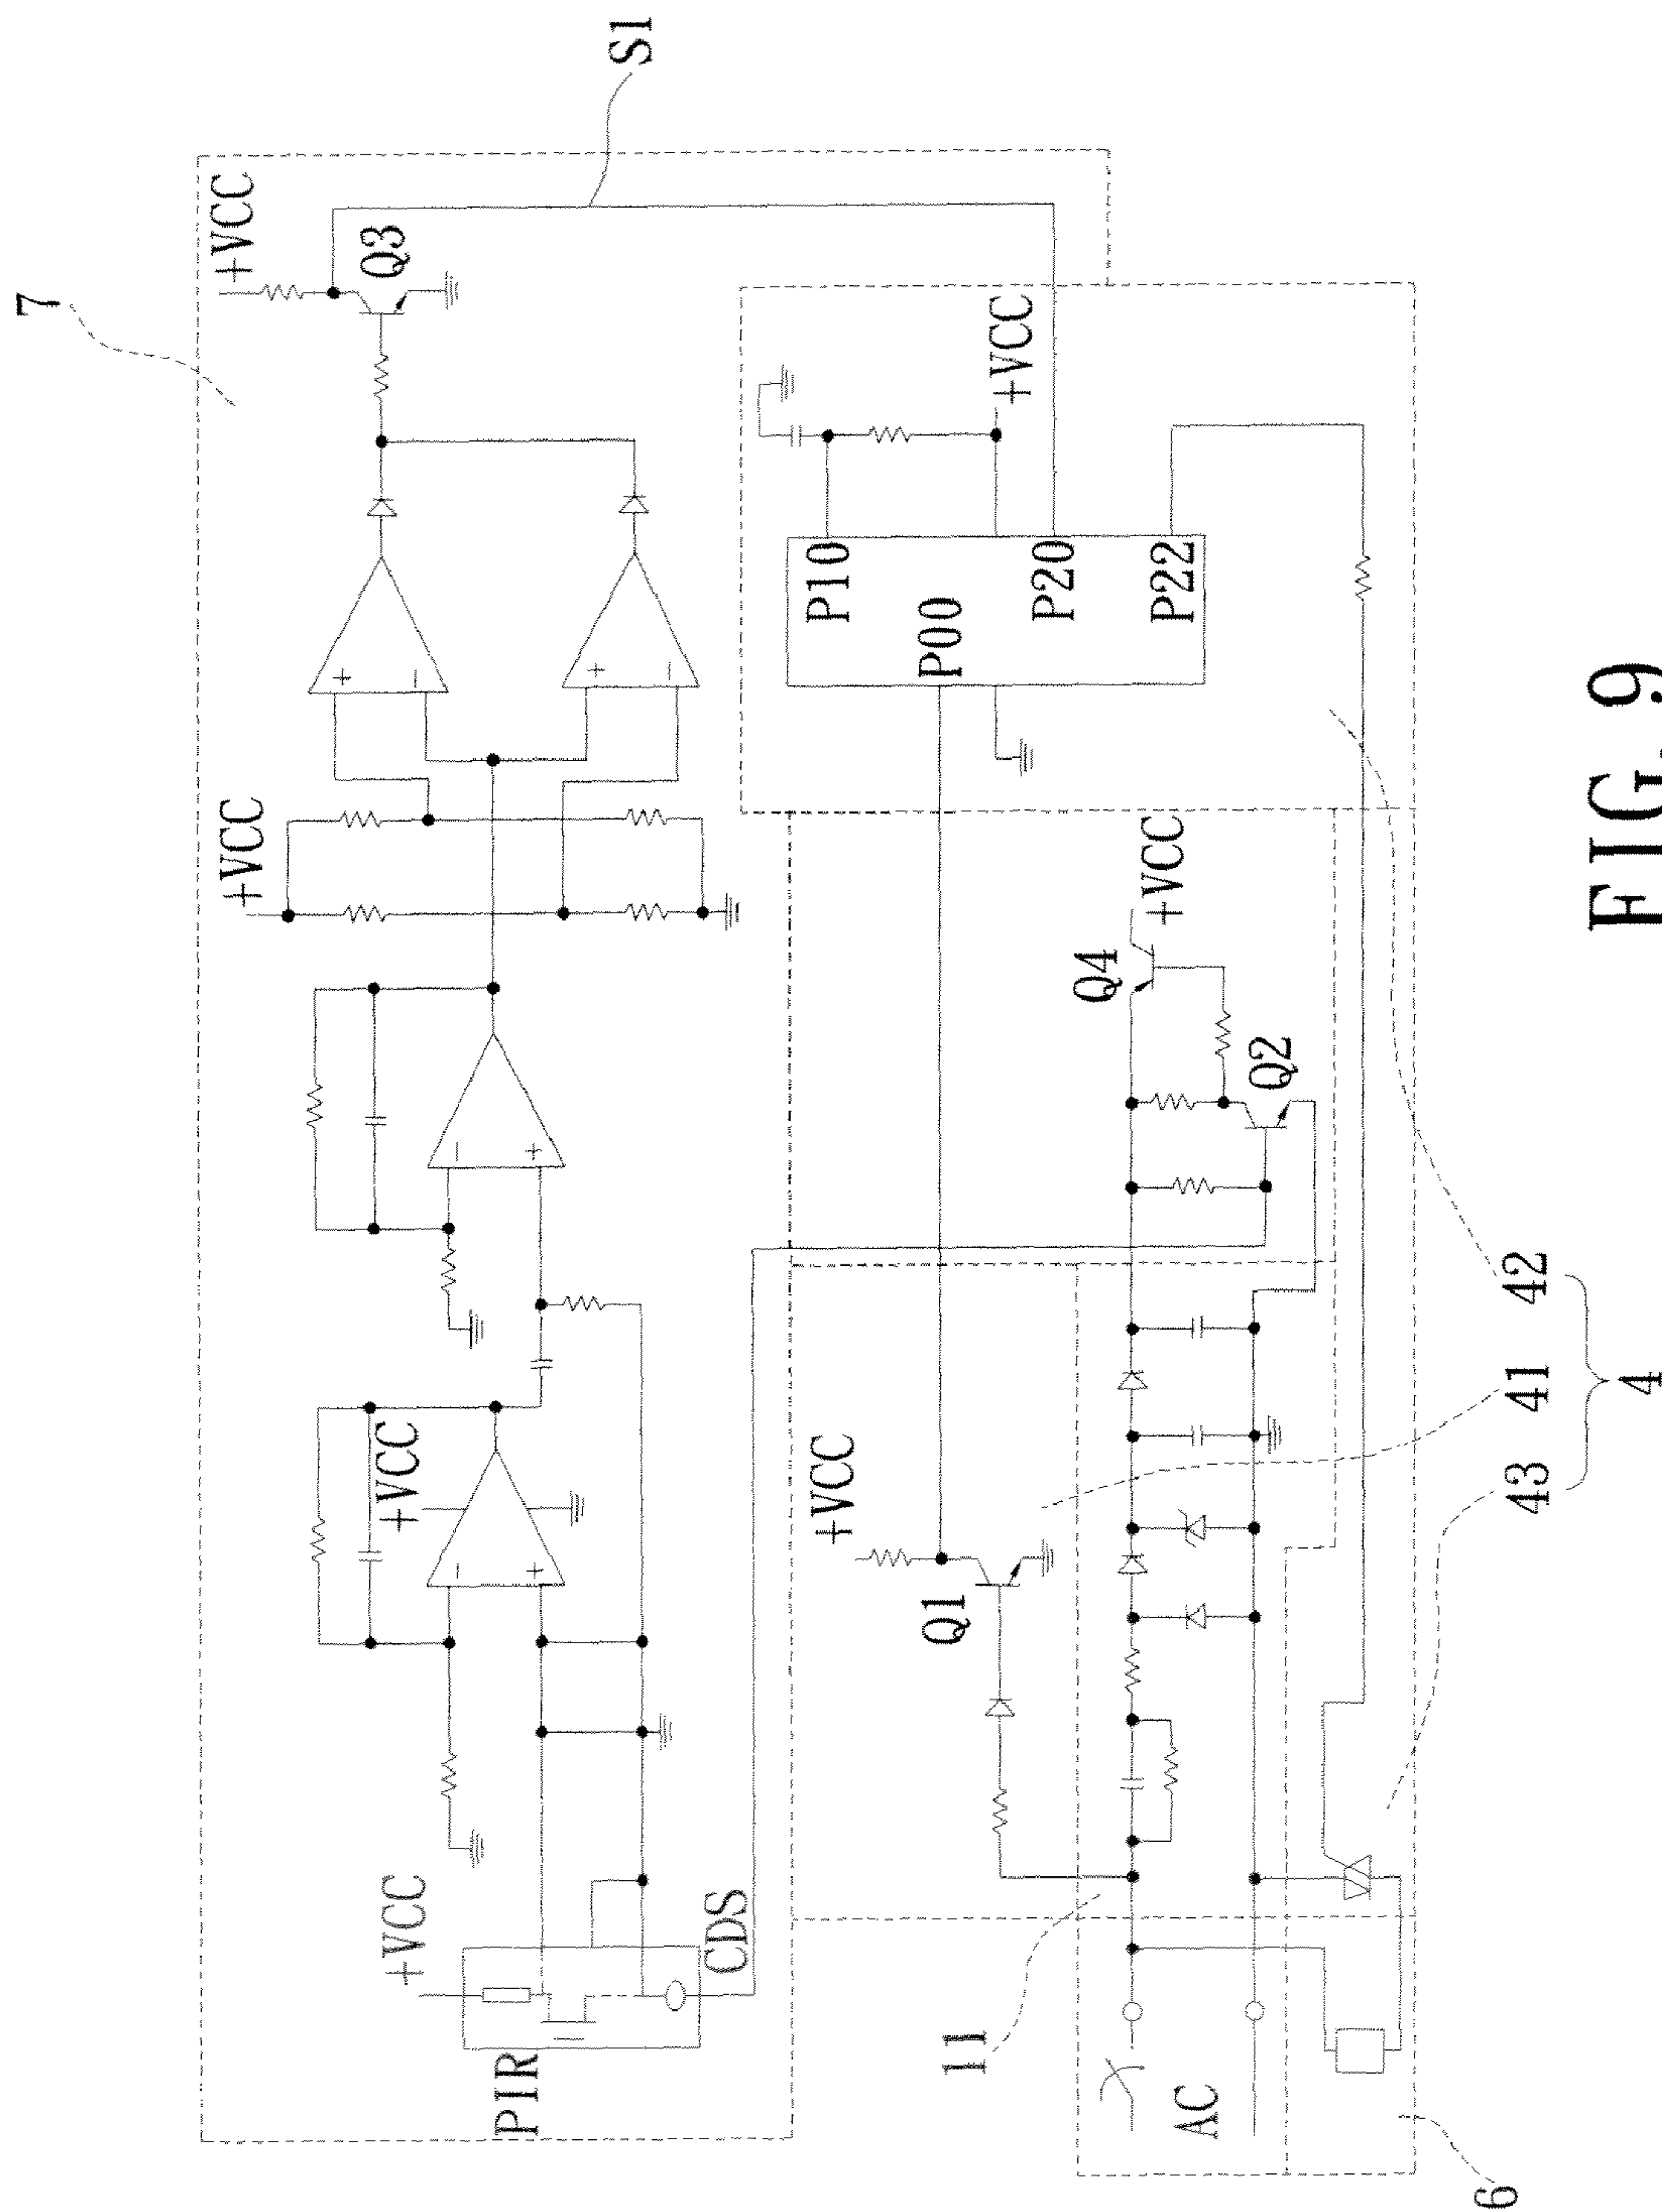 7
S1
+VCC
Q3
+VCC
+VCC
+VCC
PIR
CDS
P10
P00
P20
P22
+VCC
+VCC
Q4
Q2
+VCC
Q1
11
AC
6
42
41
43
4
FIG. 9